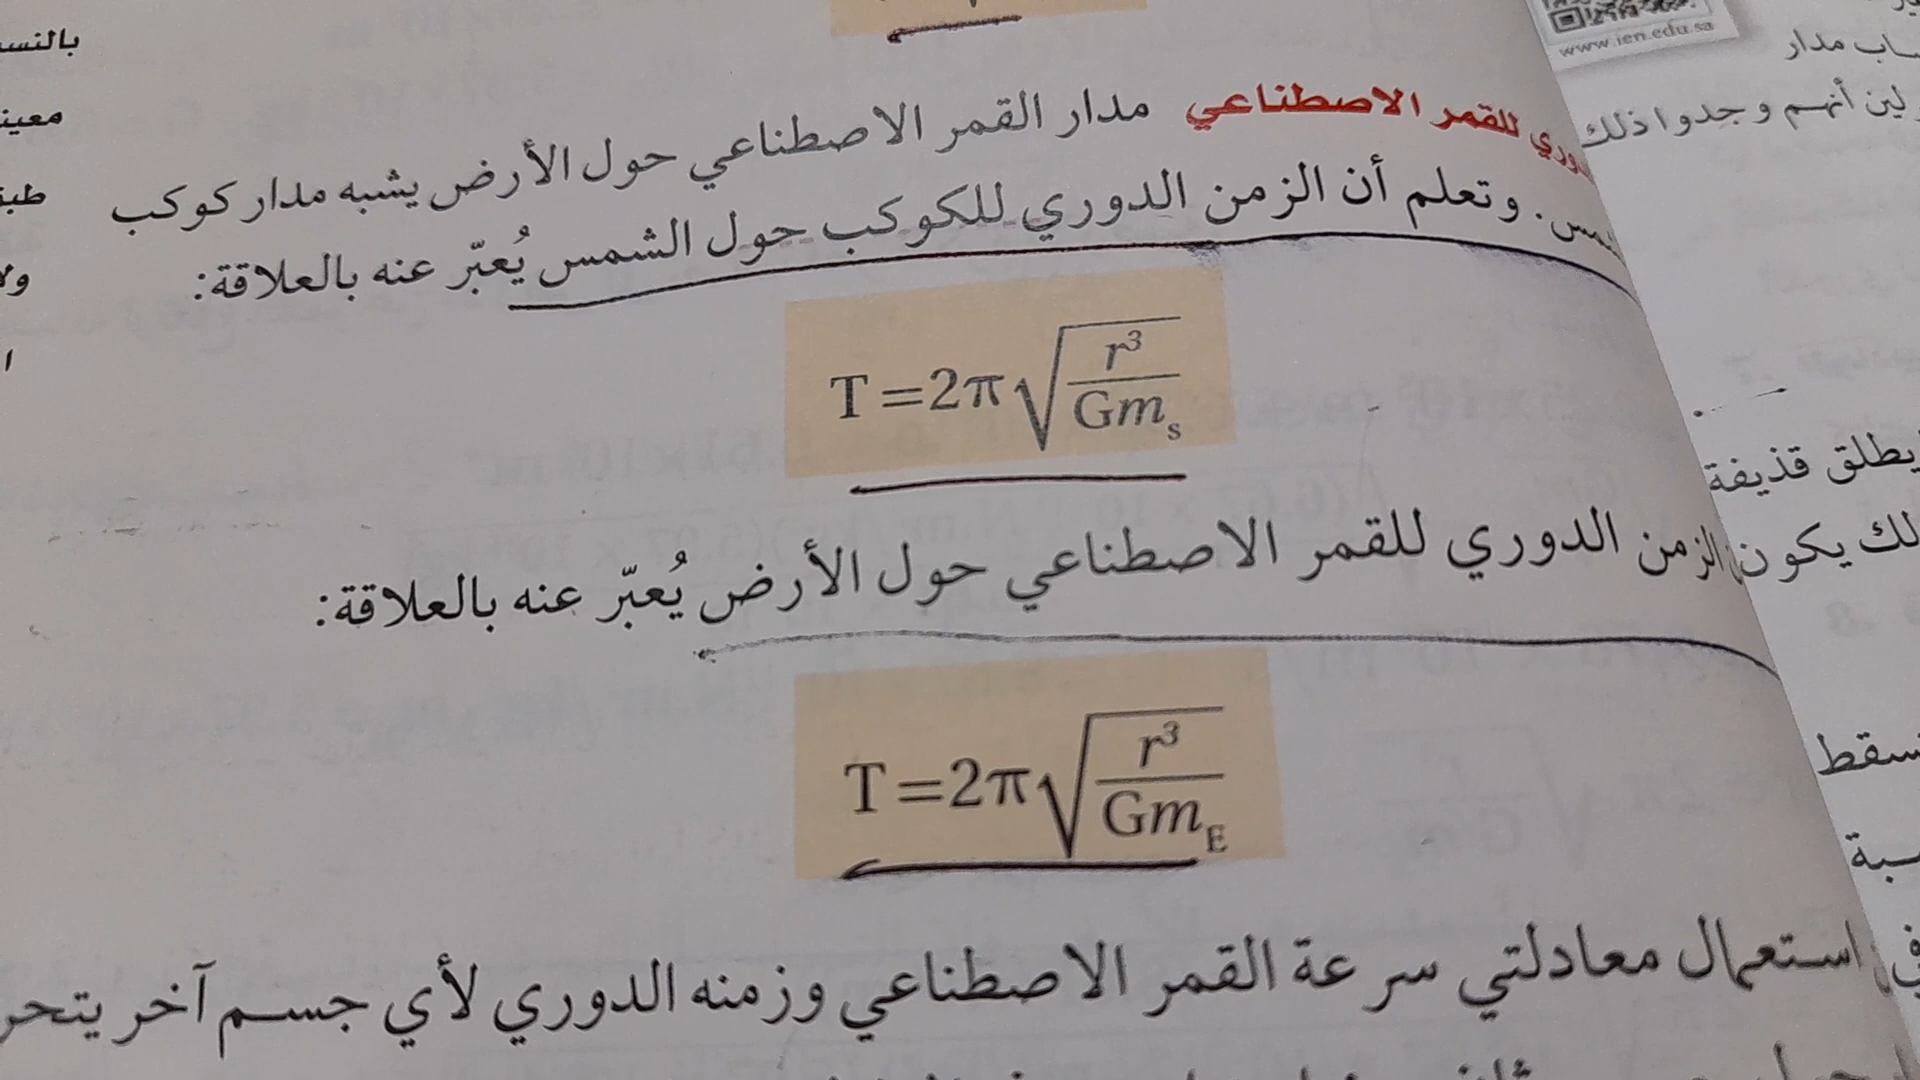 www.ien.edu.sa
للقمر الاصطناعي مدار القمر الاصطناعي حول الأرض يشبه مدار كوكب
وتعلم أن الزمن الدوري للكوكب حول الشمس يُعبّر عنه بالعلاقة:
T=2π√(r³/Gmₛ)
الزمن الدوري للقمر الاصطناعي حول الأرض يُعبّر عنه بالعلاقة:
T=2π√(r³/Gm_E)
استعمال معادلتي سرعة القمر الاصطناعي وزمنه الدوري لأي جسم آخر
مدار
أنهم وجدوا ذلك
يطلق قذيفة
يكون